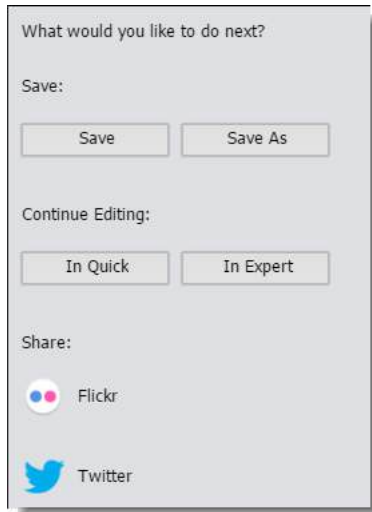 What would you like to do next?
Save:
Save Save As
Continue Editing:
In Quick In Expert
Share:
Flickr
Twitter